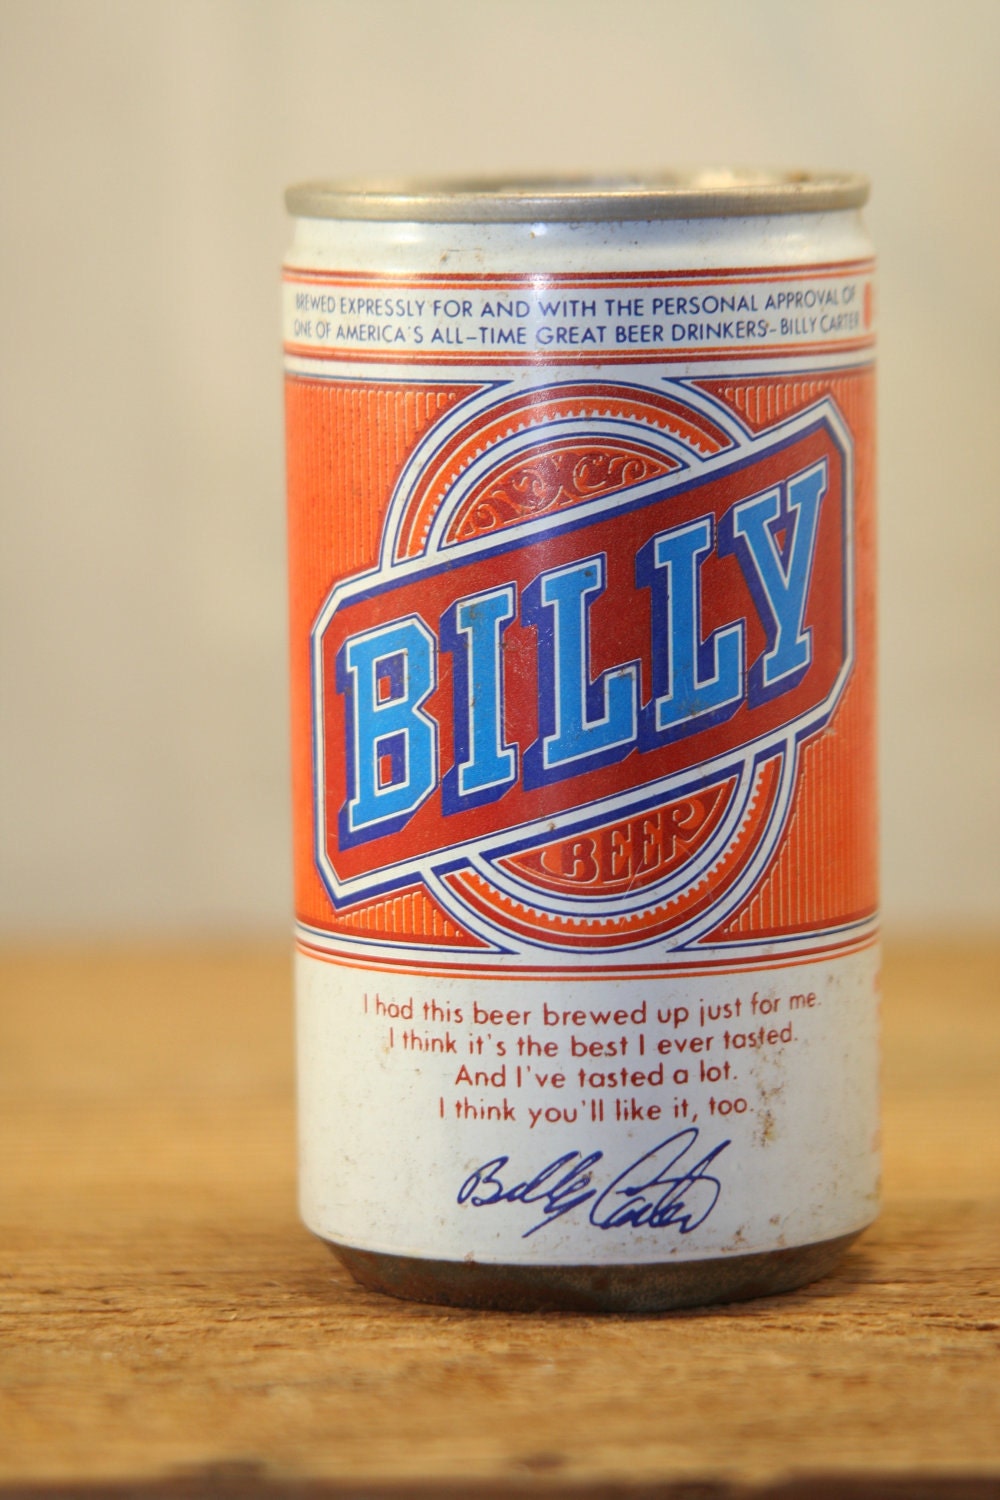 BREWED EXPRESSLY FOR AND WITH THE PERSONAL APPROVAL OF
ONE OF AMERICA'S ALL-TIME GREAT BEER DRINKERS-BILLY CARTER
BILLY
BEER
I had this beer brewed up just for me.
I think it's the best I ever tasted.
And I've tasted a lot.
I think you'll like it, too.
Billy Carter